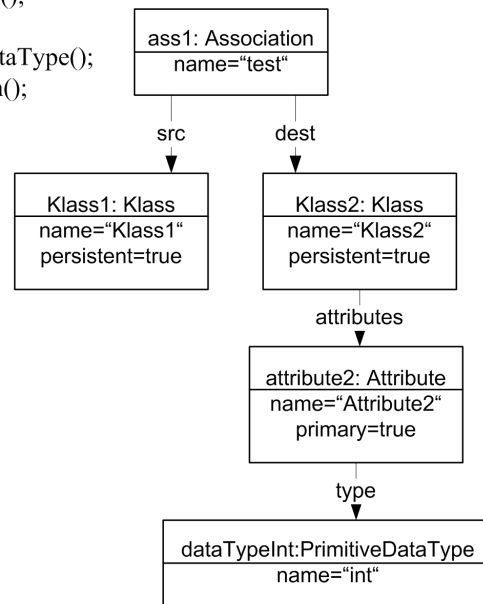 ();
taType();
n();
ass1: Association
name=“test“
src
dest
Klass1: Klass
name=“Klass1“
persistent=true
Klass2: Klass
name=“Klass2“
persistent=true
attributes
attribute2: Attribute
name=“Attribute2“
primary=true
type
dataTypeInt:PrimitiveDataType
name=“int“